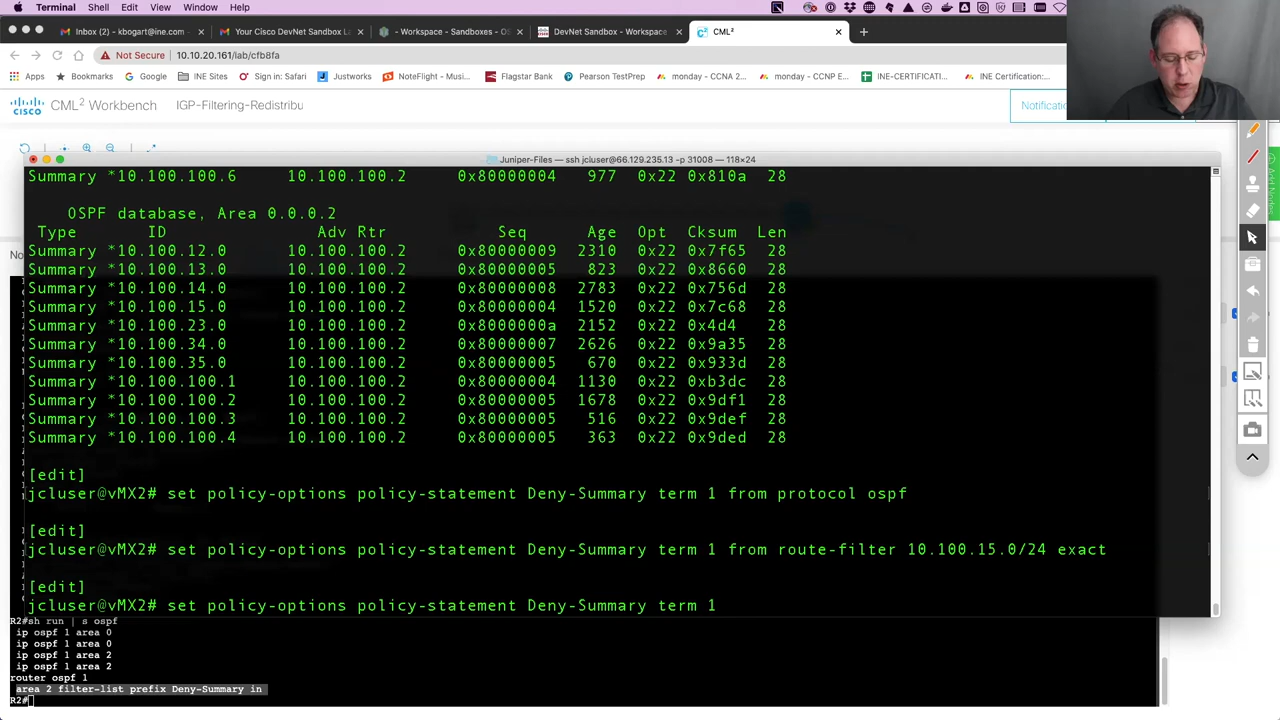 Terminal Shell Edit View Window Help
Inbox (2) – kbogart@ine.com -
Your Cisco DevNet Sandbox La
- Workspace - Sandboxes - OS
DevNet Sandbox - Workspace
CML²
Not Secure 10.10.20.161/lab/cfb8fa
Apps Bookmarks Google INE Sites Sign in: Safari Justworks NoteFlight - Musi... Flagstar Bank Pearson TestPrep monday - CCNA 2... monday - CCNP E... INE-CERTIFICATI... INE Certification:...
CISCO CML² Workbench IGP-Filtering-Redistribu
Notification
Add Nodes
No
Juniper-Files — ssh jcluser@66.129.235.13 -p 31008 — 118×24
Summary *10.100.100.6 10.100.100.2 0x80000004 977 0x22 0x810a 28
OSPF database, Area 0.0.0.2
Type ID Adv Rtr Seq Age Opt Cksum Len
Summary *10.100.12.0 10.100.100.2 0x80000009 2310 0x22 0x7f65 28
Summary *10.100.13.0 10.100.100.2 0x80000005 823 0x22 0x8660 28
Summary *10.100.14.0 10.100.100.2 0x80000008 2783 0x22 0x756d 28
Summary *10.100.15.0 10.100.100.2 0x80000004 1520 0x22 0x7c68 28
Summary *10.100.23.0 10.100.100.2 0x8000000a 2152 0x22 0x4d4 28
Summary *10.100.34.0 10.100.100.2 0x80000007 2626 0x22 0x9a35 28
Summary *10.100.35.0 10.100.100.2 0x80000005 670 0x22 0x933d 28
Summary *10.100.100.1 10.100.100.2 0x80000004 1130 0x22 0xb3dc 28
Summary *10.100.100.2 10.100.100.2 0x80000005 1678 0x22 0x9df1 28
Summary *10.100.100.3 10.100.100.2 0x80000005 516 0x22 0x9def 28
Summary *10.100.100.4 10.100.100.2 0x80000005 363 0x22 0x9ded 28
[edit]
jcluser@vMX2# set policy-options policy-statement Deny-Summary term 1 from protocol ospf
[edit]
jcluser@vMX2# set policy-options policy-statement Deny-Summary term 1 from route-filter 10.100.15.0/24 exact
[edit]
jcluser@vMX2# set policy-options policy-statement Deny-Summary term 1
R2#sh run | s ospf
ip ospf 1 area 0
ip ospf 1 area 0
ip ospf 1 area 2
ip ospf 1 area 2
router ospf 1
area 2 filter-list prefix Deny-Summary in
R2#